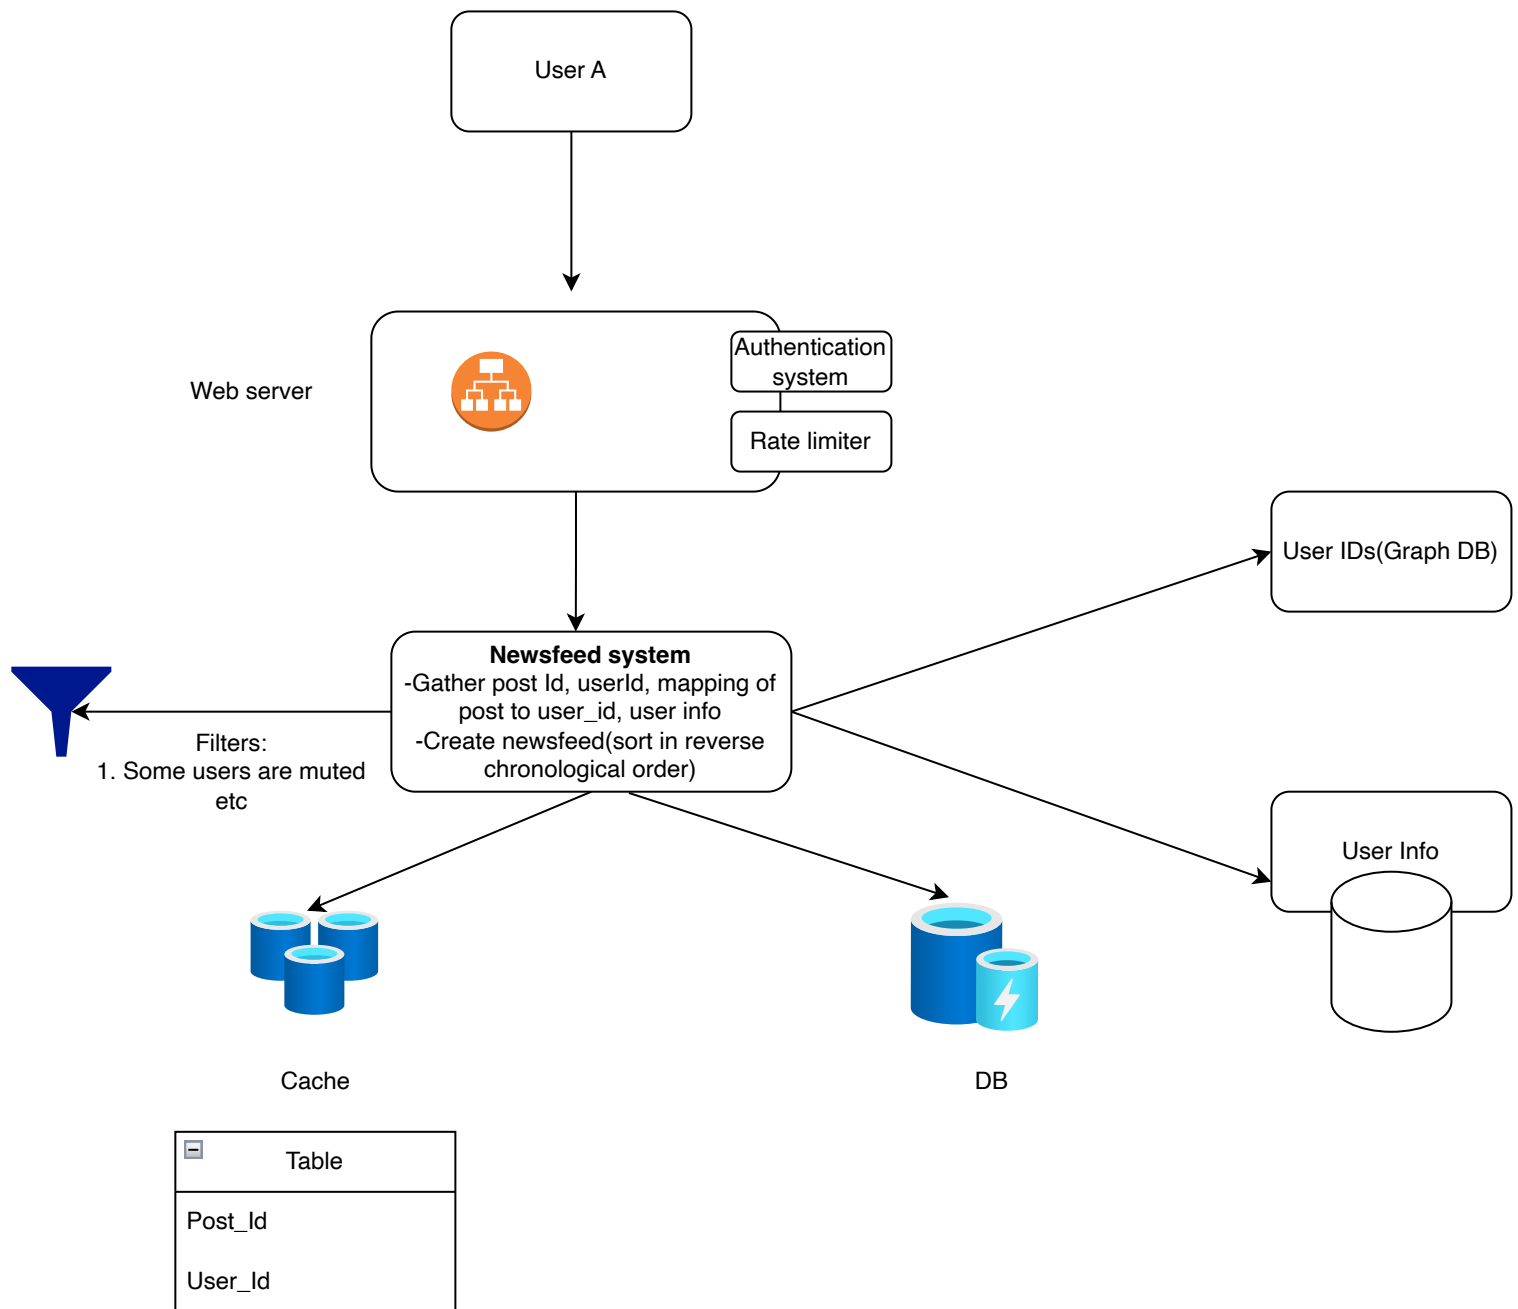 User A
Web server
Authentication
system
Rate limiter
User IDs(Graph DB)
Newsfeed system
-Gather post Id, userId, mapping of
post to user_id, user info
-Create newsfeed(sort in reverse
chronological order)
Filters:
1. Some users are muted
etc
User Info
Cache
DB
Table
Post_Id
User_Id